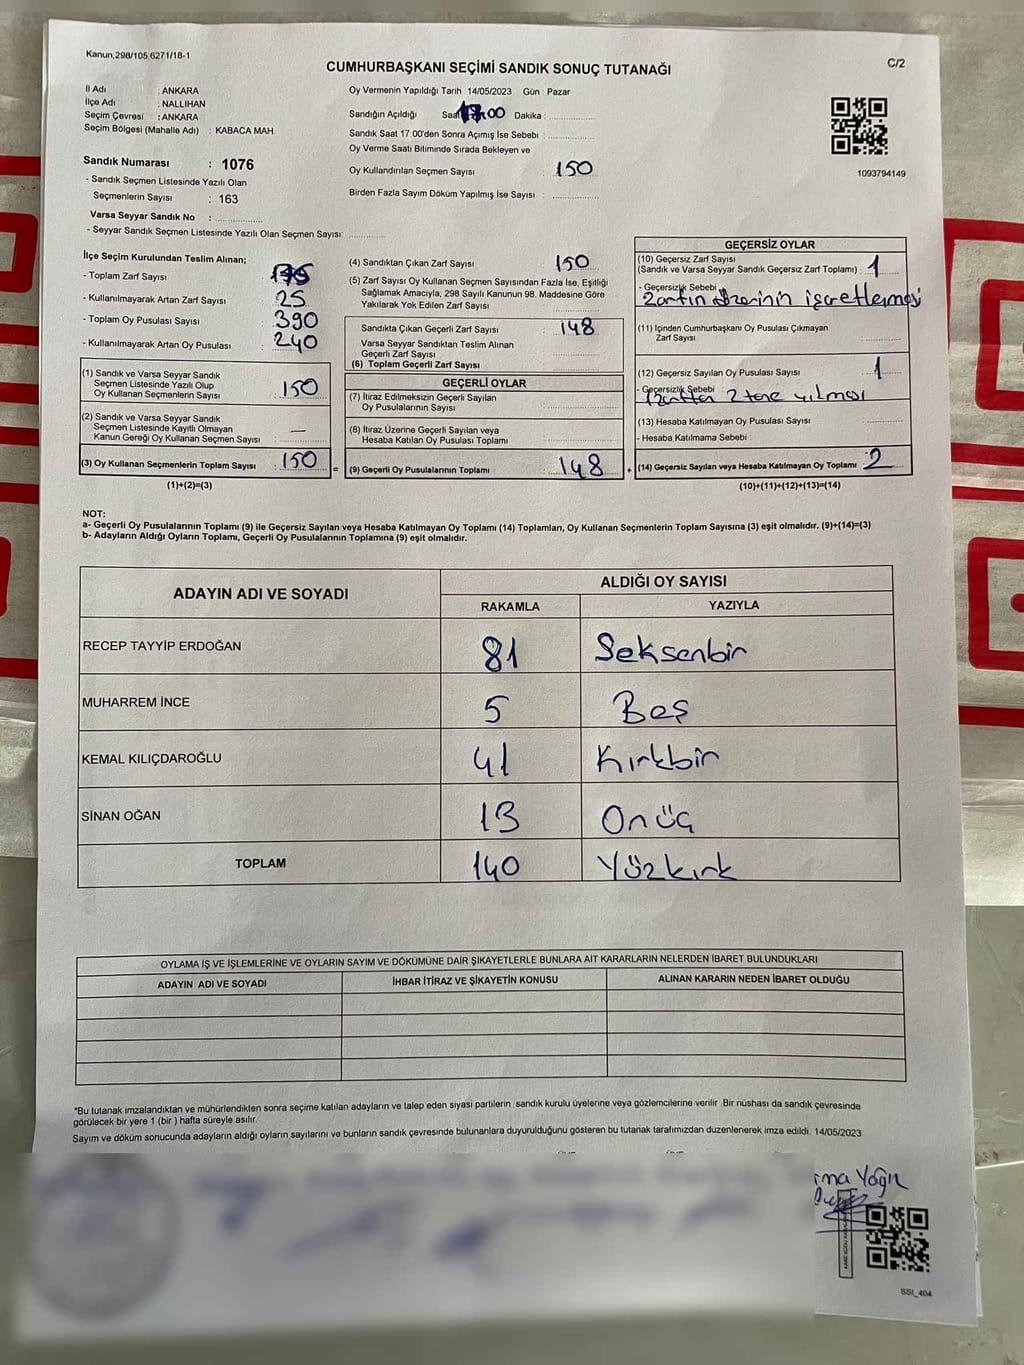 Kanun,298/105,6271/18-1
C/2
CUMHURBAŞKANI SEÇİMİ SANDIK SONUÇ TUTANAĞI
İl Adı : ANKARA
İlçe Adı : NALLIHAN
Seçim Çevresi : ANKARA
Seçim Bölgesi (Mahalle Adı) : KABACA MAH.
Sandık Numarası : 1076
- Sandık Seçmen Listesinde Yazılı Olan
Seçmenlerin Sayısı : 163
Varsa Seyyar Sandık No : ................
- Seyyar Sandık Seçmen Listesinde Yazılı Olan Seçmen Sayısı: ............
Oy Vermenin Yapıldığı Tarih 14/05/2023 Gün : Pazar
Sandığın Açıldığı Saat 17:00 Dakika : ...............
Sandık Saat 17 00'den Sonra Açımış İse Sebebi : ...............
Oy Verme Saati Bitiminde Sırada Bekleyen ve
Oy Kullandırılan Seçmen Sayısı : 150
Birden Fazla Sayım Döküm Yapılmış İse Sayısı : ...............
1093794149
İlçe Seçim Kurulundan Teslim Alınan;
- Toplam Zarf Sayısı : 175
- Kullanılmayarak Artan Zarf Sayısı : 25
- Toplam Oy Pusulası Sayısı : 390
- Kullanılmayarak Artan Oy Pusulası : 240
(1) Sandık ve Varsa Seyyar Sandık
Seçmen Listesinde Yazılı Olup
Oy Kullanan Seçmenlerin Sayısı : 150
(2) Sandık ve Varsa Seyyar Sandık
Seçmen Listesinde Kayıtlı Olmayan
Kanun Gereği Oy Kullanan Seçmen Sayısı : —
(3) Oy Kullanan Seçmenlerin Toplam Sayısı : 150
(1)+(2)=(3)
(4) Sandıktan Çıkan Zarf Sayısı : 150
(5) Zarf Sayısı Oy Kullanan Seçmen Sayısından Fazla İse, Eşitliği
Sağlamak Amacıyla, 298 Sayılı Kanunun 98. Maddesine Göre
Yakılarak Yok Edilen Zarf Sayısı
Sandıkta Çıkan Geçerli Zarf Sayısı : 148
Varsa Seyyar Sandıktan Teslim Alınan
Geçerli Zarf Sayısı
(6) Toplam Geçerli Zarf Sayısı
GEÇERLİ OYLAR
(7) İtiraz Edilmeksizin Geçerli Sayılan
Oy Pusulalarının Sayısı
(8) İtiraz Üzerine Geçerli Sayılan veya
Hesaba Katılan Oy Pusulası Toplamı
= (9) Geçerli Oy Pusulalarının Toplamı : 148
GEÇERSİZ OYLAR
(10) Geçersiz Zarf Sayısı
(Sandık ve Varsa Seyyar Sandık Geçersiz Zarf Toplamı) : 1
- Geçersizlik Sebebi
Zarfın üzerinin işaretlenmesi
(11) İçinden Cumhurbaşkanı Oy Pusulası Çıkmayan
Zarf Sayısı
(12) Geçersiz Sayılan Oy Pusulası Sayısı : 1
- Geçersizlik Sebebi
2 tane
(13) Hesaba Katılmayan Oy Pusulası Sayısı
- Hesaba Katılmama Sebebi :
+ (14) Geçersiz Sayılan veya Hesaba Katılmayan Oy Toplamı : 2
(10)+(11)+(12)+(13)=(14)
NOT:
a- Geçerli Oy Pusulalarının Toplamı (9) ile Geçersiz Sayılan veya Hesaba Katılmayan Oy Toplamı (14) Toplamları, Oy Kullanan Seçmenlerin Toplam Sayısına (3) eşit olmalıdır. (9)+(14)=(3)
b- Adayların Aldığı Oyların Toplamı, Geçerli Oy Pusulalarının Toplamına (9) eşit olmalıdır.
ADAYIN ADI VE SOYADI
ALDIĞI OY SAYISI
RAKAMLA YAZIYLA
RECEP TAYYİP ERDOĞAN 81 Seksenbir
MUHARREM İNCE 5 Beş
KEMAL KILIÇDAROĞLU 41 Kırkbir
SİNAN OĞAN 13 Onüç
TOPLAM 140 Yüzkırk
OYLAMA İŞ VE İŞLEMLERİNE VE OYLARIN SAYIM VE DÖKÜMÜNE DAİR ŞİKAYETLERLE BUNLARA AİT KARARLARIN NELERDEN İBARET BULUNDUKLARI
ADAYIN ADI VE SOYADI İHBAR İTİRAZ VE ŞİKAYETİN KONUSU ALINAN KARARIN NEDEN İBARET OLDUĞU
*Bu tutanak imzalandıktan ve mühürlendikten sonra seçime katılan adayların ve talep eden siyasi partilerin sandık kurulu üyelerine veya gözlemcilerine verilir .Bir nüshası da sandık çevresinde
görülecek bir yere 1 (bir ) hafta süreyle asılır.
Sayım ve döküm sonucunda adayların aldığı oyların sayılarını ve bunların sandık çevresinde bulunanlara duyurulduğunu gösteren bu tutanak tarafımızdan düzenlenerek imza edildi. 14/05/2023
SSI_404